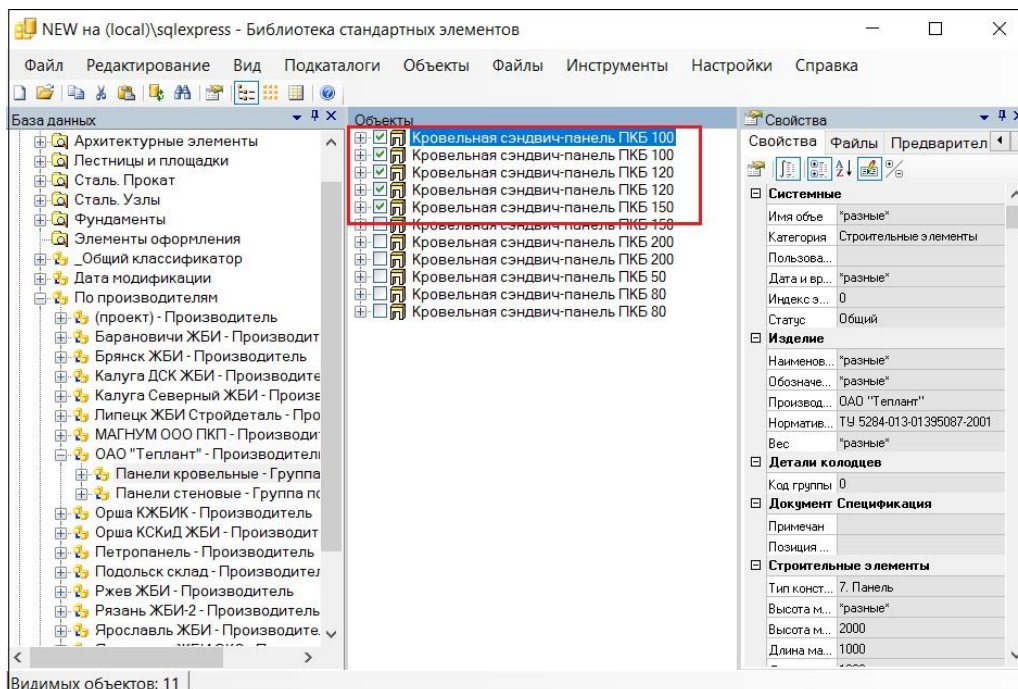 NEW на (local)\sqlexpress - Библиотека стандартных элементов
Файл Редактирование Вид Подкаталоги Объекты Файлы Инструменты Настройки Справка
База данных
Архитектурные элементы
Лестницы и площадки
Сталь. Прокат
Сталь. Узлы
Фундаменты
Элементы оформления
_Общий классификатор
Дата модификации
По производителям
(проект) - Производитель
Барановичи ЖБИ - Производит
Брянск ЖБИ - Производитель
Калуга ДСК ЖБИ - Производите
Калуга Северный ЖБИ - Произв
Липецк ЖБИ Стройдеталь - Про
МАГНУМ ООО ПКП - Производит
ОАО "Теплант" - Производител
Панели кровельные - Группа
Панели стеновые - Группа по
Орша КЖБИК - Производитель
Орша КСКиД ЖБИ - Производит
Петропанель - Производитель
Подольск склад - Производител
Ржев ЖБИ - Производитель
Рязань ЖБИ-2 - Производитель
Ярославль ЖБИ - Производите
Объекты
Кровельная сэндвич-панель ПКБ 100
Кровельная сэндвич-панель ПКБ 100
Кровельная сэндвич-панель ПКБ 120
Кровельная сэндвич-панель ПКБ 120
Кровельная сэндвич-панель ПКБ 150
Кровельная сэндвич-панель ПКБ 150
Кровельная сэндвич-панель ПКБ 200
Кровельная сэндвич-панель ПКБ 200
Кровельная сэндвич-панель ПКБ 50
Кровельная сэндвич-панель ПКБ 80
Кровельная сэндвич-панель ПКБ 80
Свойства
Свойства Файлы Предварител
Системные
Имя объе *разные*
Категория Строительные элементы
Пользова...
Дата и вр... *разные*
Индекс э... 0
Статус Общий
Изделие
Наименов... *разные*
Обозначе... *разные*
Производ... ОАО "Теплант"
Норматив... ТУ 5284-013-01395087-2001
Вес *разные*
Детали колодцев
Код группы 0
Документ Спецификация
Примечан
Позиция ...
Строительные элементы
Тип конст... 7. Панель
Высота м... *разные*
Высота м... 2000
Длина ма... 1000
Видимых объектов: 11